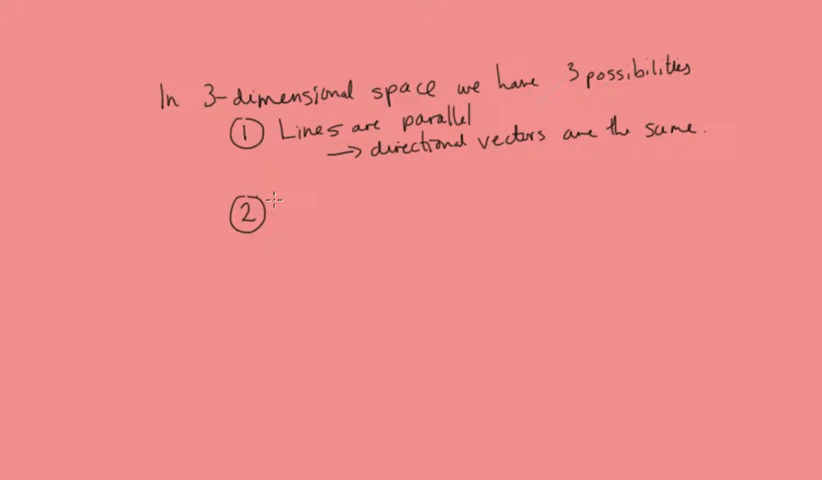 In 3-dimensional space we have 3 possibilities
① Lines are parallel
→ directional vectors are the same.
②